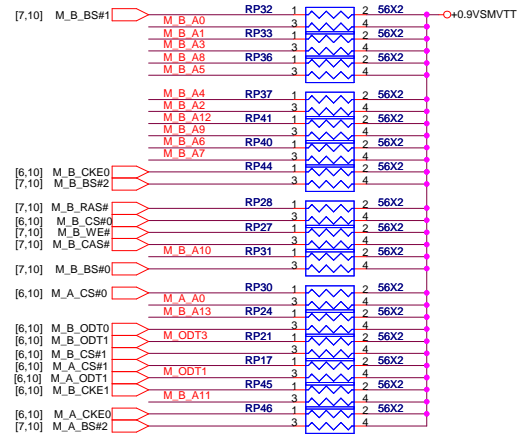 [7,10] M_B_BS#1 RP32 1 2 56X2 +0.9VSMVTT
M_B_A0 3 4
M_B_A1 RP33 1 2 56X2
M_B_A3 3 4
M_B_A8 RP36 1 2 56X2
M_B_A5 3 4
M_B_A4 RP37 1 2 56X2
M_B_A2 3 4
M_B_A12 RP41 1 2 56X2
M_B_A9 3 4
M_B_A6 RP40 1 2 56X2
M_B_A7 3 4
[6,10] M_B_CKE0 RP44 1 2 56X2
[7,10] M_B_BS#2 3 4
[7,10] M_B_RAS# RP28 1 2 56X2
[6,10] M_B_CS#0 3 4
[7,10] M_B_WE# RP27 1 2 56X2
[7,10] M_B_CAS# 3 4
M_B_A10 RP31 1 2 56X2
[7,10] M_B_BS#0 3 4
[6,10] M_A_CS#0 RP30 1 2 56X2
M_A_A0 3 4
M_B_A13 RP24 1 2 56X2
[6,10] M_B_ODT0 3 4
[6,10] M_B_ODT1 M_ODT3 RP21 1 2 56X2
[6,10] M_B_CS#1 3 4
[6,10] M_A_CS#1 RP17 1 2 56X2
[6,10] M_A_ODT1 M_ODT1 3 4
[6,10] M_B_CKE1 RP45 1 2 56X2
M_B_A11 3 4
[6,10] M_A_CKE0 RP46 1 2 56X2
[7,10] M_A_BS#2 3 4